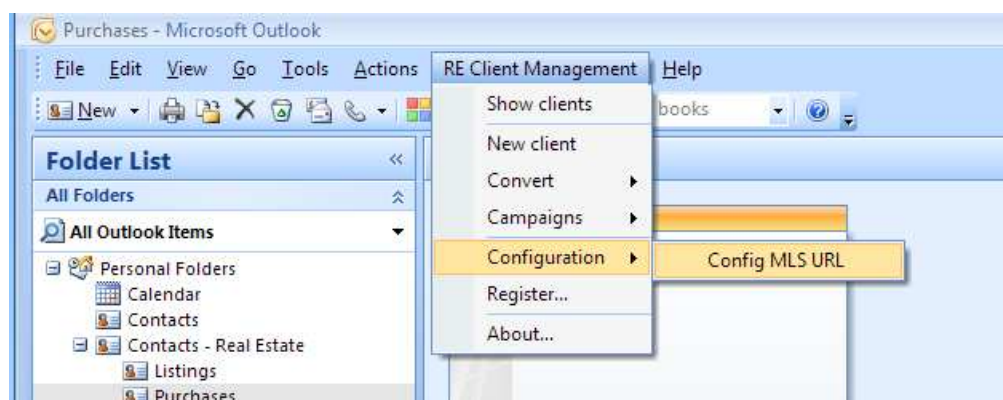 Purchases - Microsoft Outlook
File Edit View Go Tools Actions RE Client Management Help
New books
Show clients
New client
Convert
Campaigns
Configuration
Config MLS URL
Register...
About...
Folder List
All Folders
All Outlook Items
Personal Folders
Calendar
Contacts
Contacts - Real Estate
Listings
Purchases